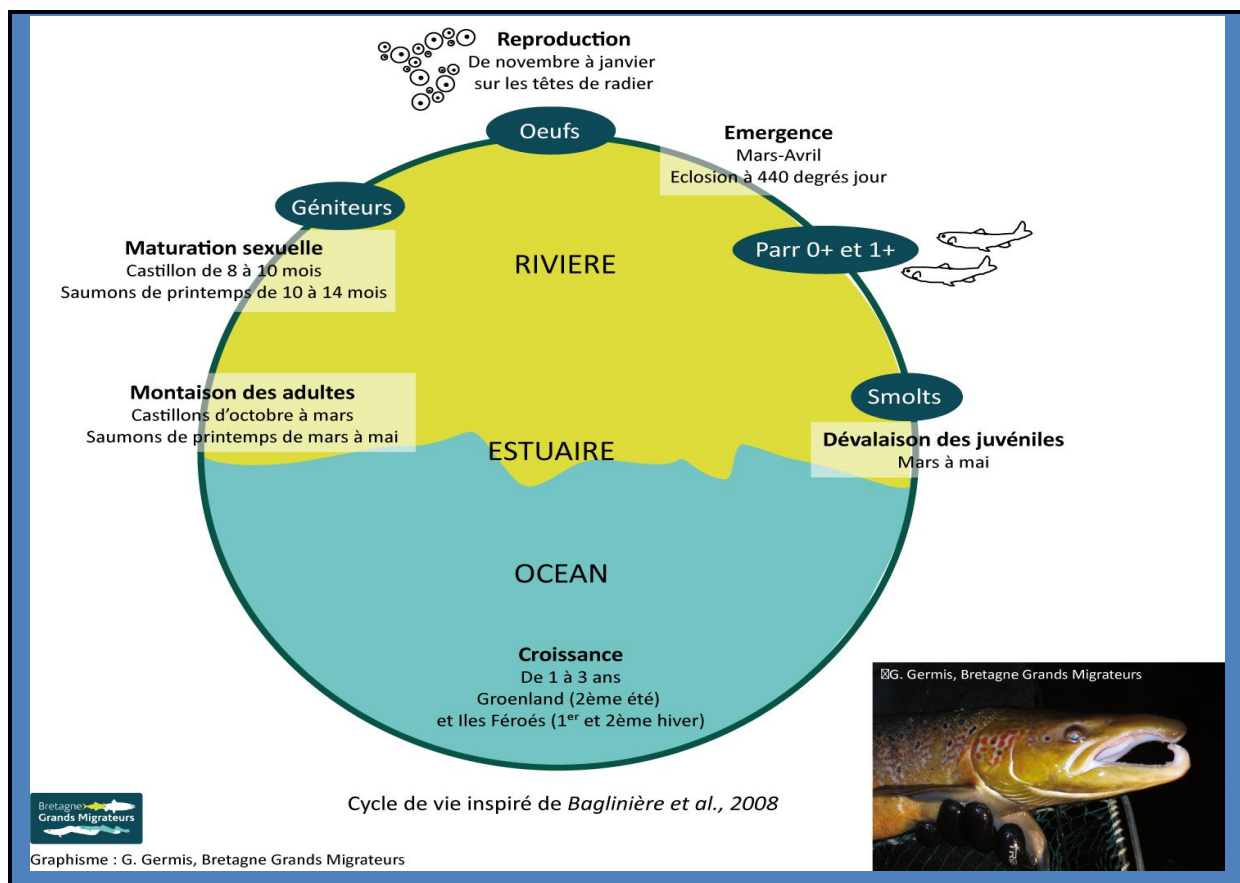 Reproduction
De novembre à janvier
sur les têtes de radier
Oeufs
Emergence
Mars-Avril
Eclosion à 440 degrés jour
Géniteurs
Parr 0+ et 1+
Maturation sexuelle
Castillon de 8 à 10 mois
Saumons de printemps de 10 à 14 mois
RIVIERE
Montaison des adultes
Castillons d'octobre à mars
Saumons de printemps de mars à mai
Smolts
Dévalaison des juvéniles
Mars à mai
ESTUAIRE
OCEAN
Croissance
De 1 à 3 ans
Groenland (2ème été)
et Iles Féroés (1er et 2ème hiver)
G. Germis, Bretagne Grands Migrateurs
Cycle de vie inspiré de Baglinière et al., 2008
Bretagne
Grands Migrateurs
Graphisme : G. Germis, Bretagne Grands Migrateurs